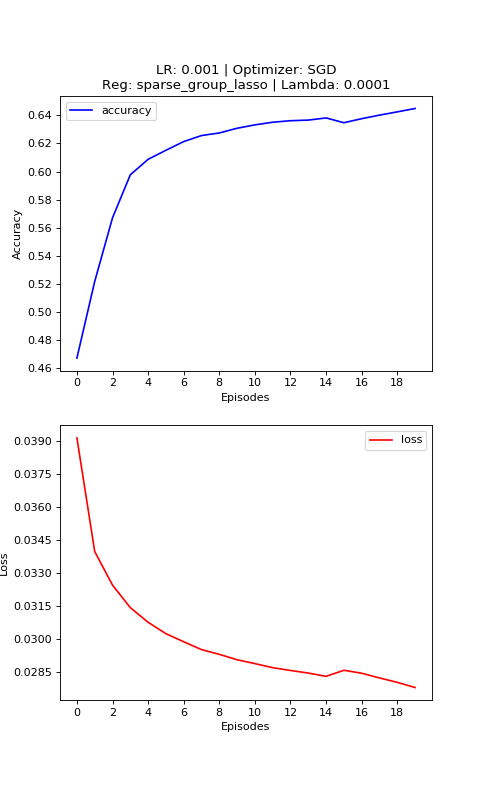 LR: 0.001 | Optimizer: SGD
Reg: sparse_group_lasso | Lambda: 0.0001
accuracy
0.64
0.62
0.60
0.58
0.56
0.54
0.52
0.50
0.48
0.46
Accuracy
0 2 4 6 8 10 12 14 16 18
Episodes
loss
0.0390
0.0375
0.0360
0.0345
0.0330
0.0315
0.0300
0.0285
Loss
0 2 4 6 8 10 12 14 16 18
Episodes